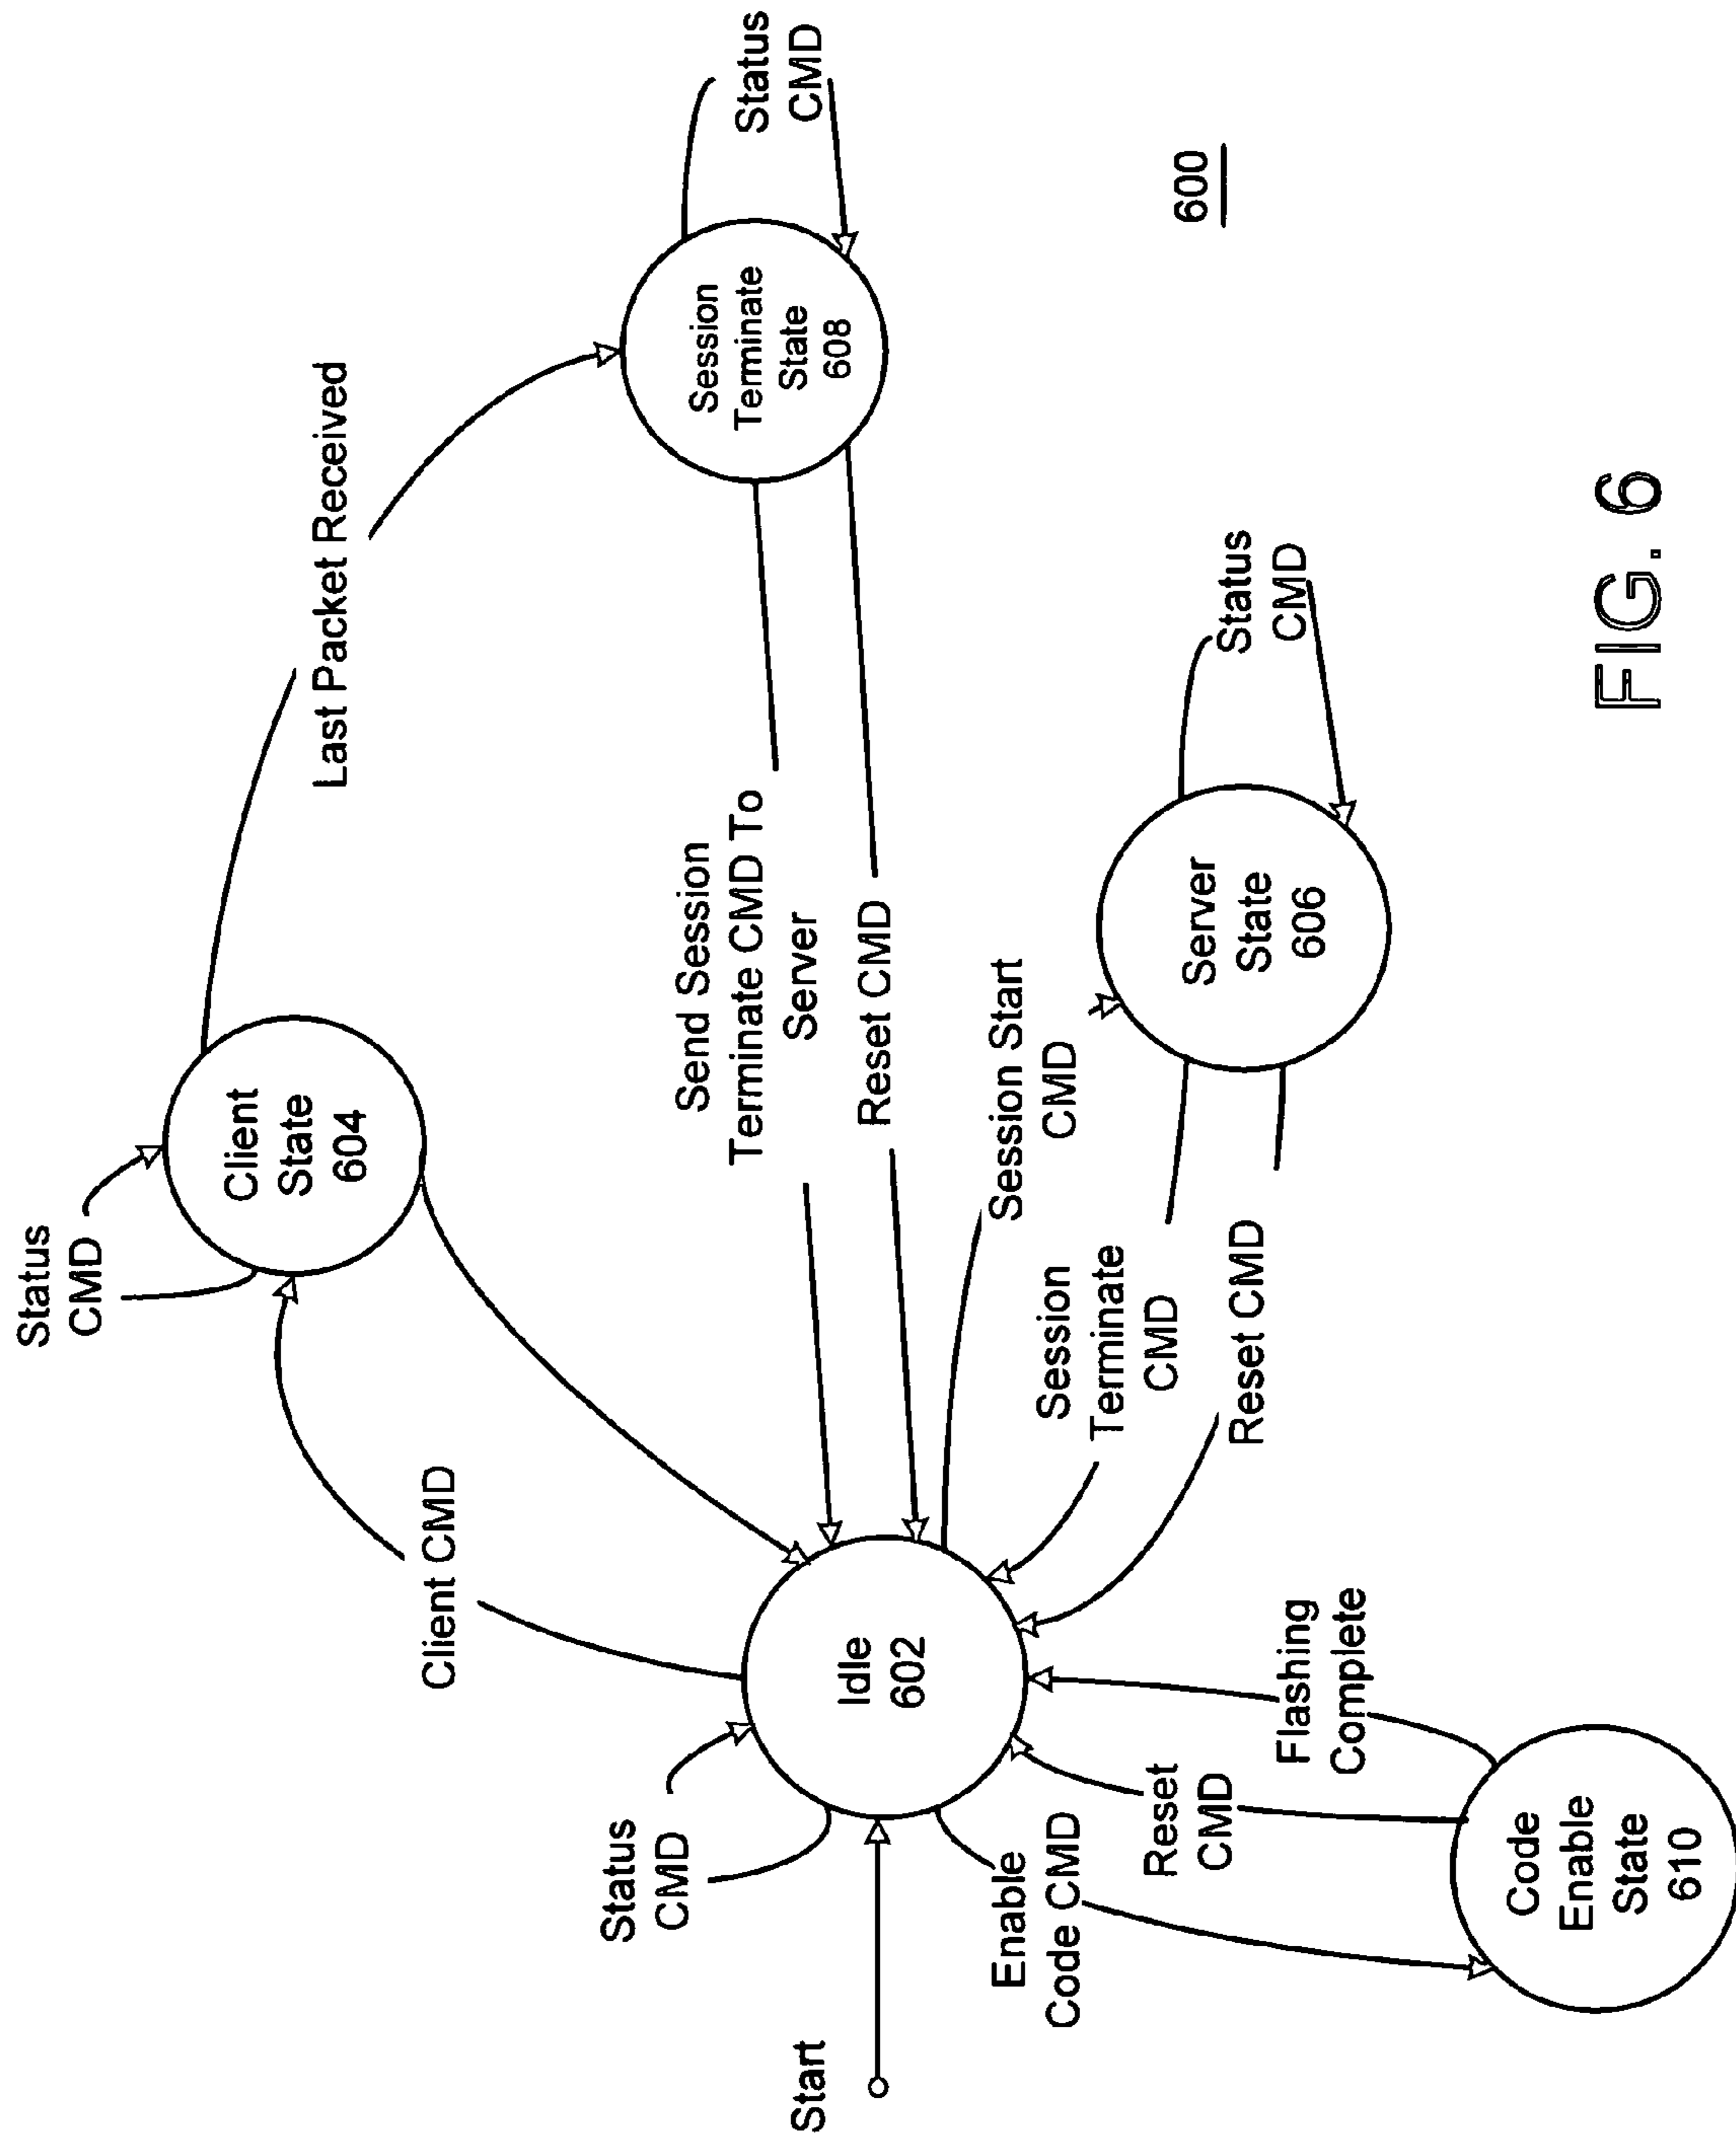 Status
CMD
Client
State
604
Last Packet Received
Client CMD
Status
CMD
Start
Idle
602
Send Session
Terminate CMD To
Server
Reset CMD
Session
Terminate
State
608
Status
CMD
Session Start
CMD
Session
Terminate
CMD
Reset CMD
Server
State
606
Status
CMD
Enable
Code CMD
Reset
CMD
Flashing
Complete
Code
Enable
State
610
600
FIG. 6